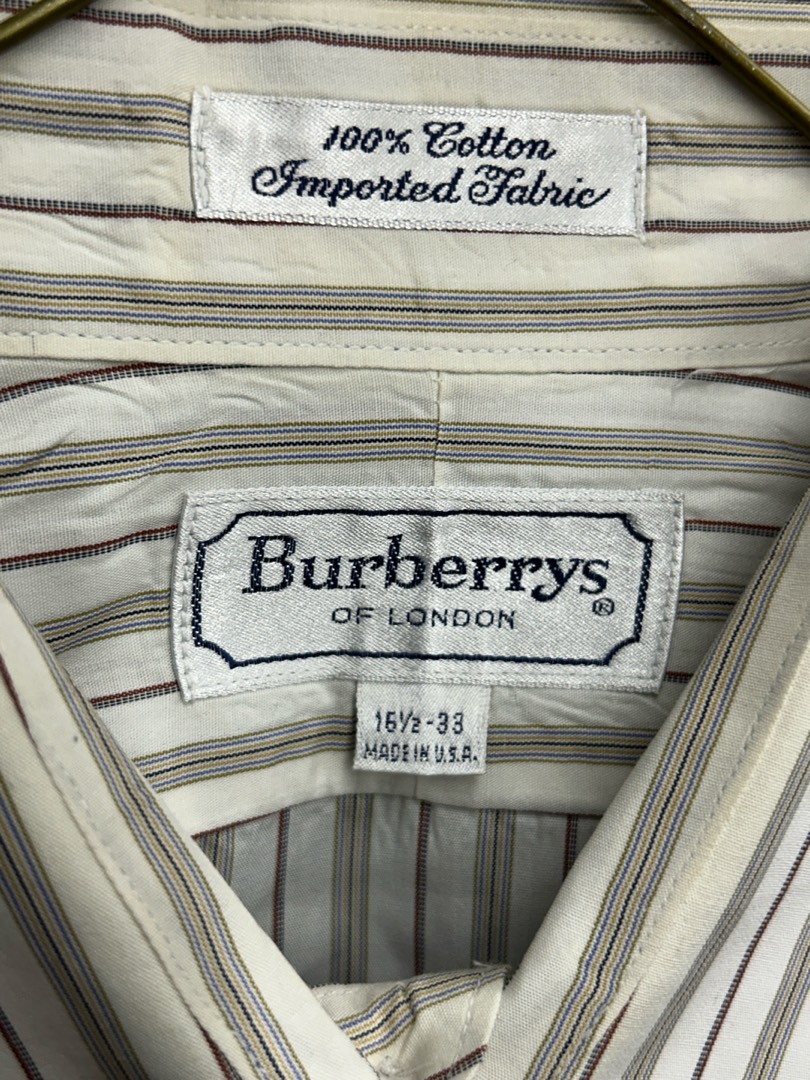 100% Cotton
Imported Fabric
Burberrys
OF LONDON ®
16½-33
MADE IN U.S.A.